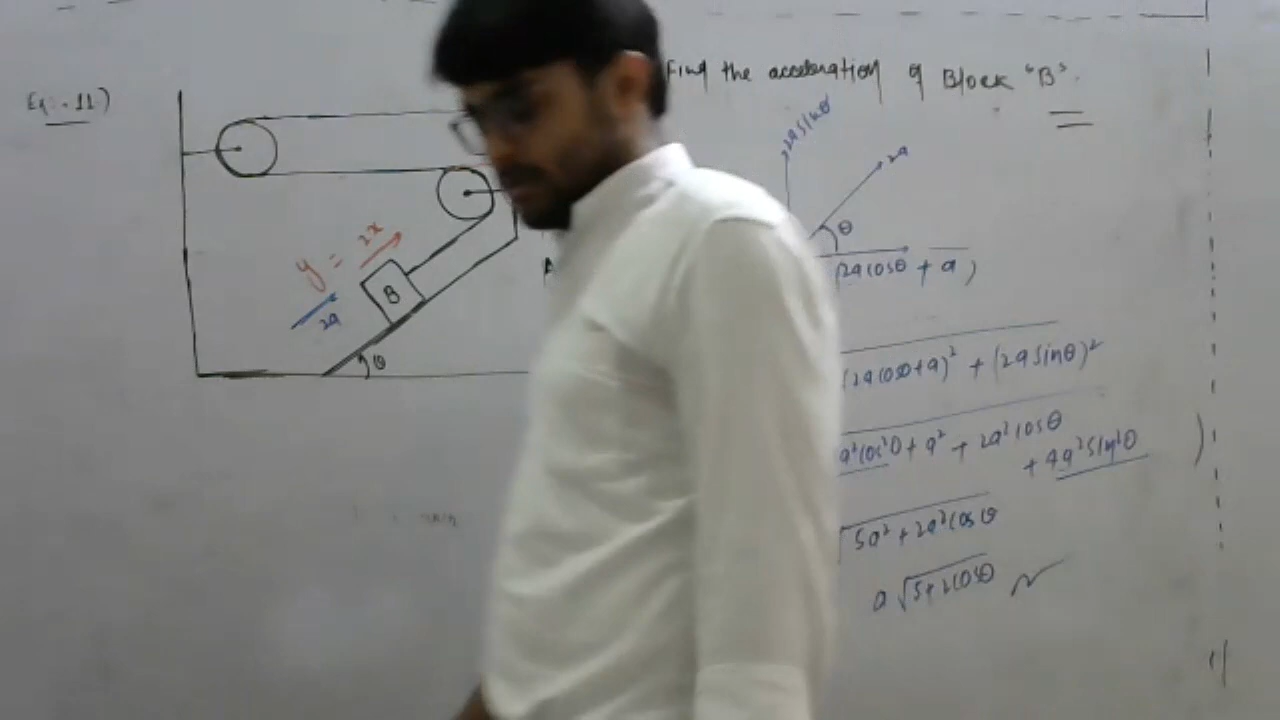 Eg:-11)
Find the acceleration of Block "B".
2a sinθ
2a
θ
(2a cosθ + a)
y = 2x
2a
B
θ
A
(2a cosθ + a)² + (2a sinθ)²
a² cos²θ + a² + 2a² cosθ
+ 4a² sin²θ
5a² + 2a² cosθ
a √5+2cosθ